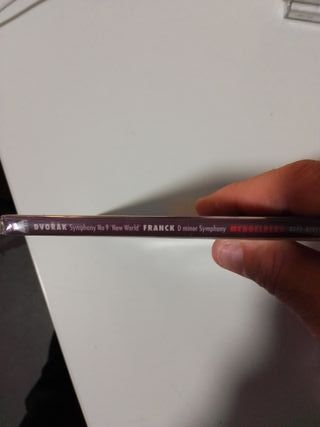 DVOŘÁK Symphony No 9 'New World' FRANCK D minor Symphony MENGELBERG